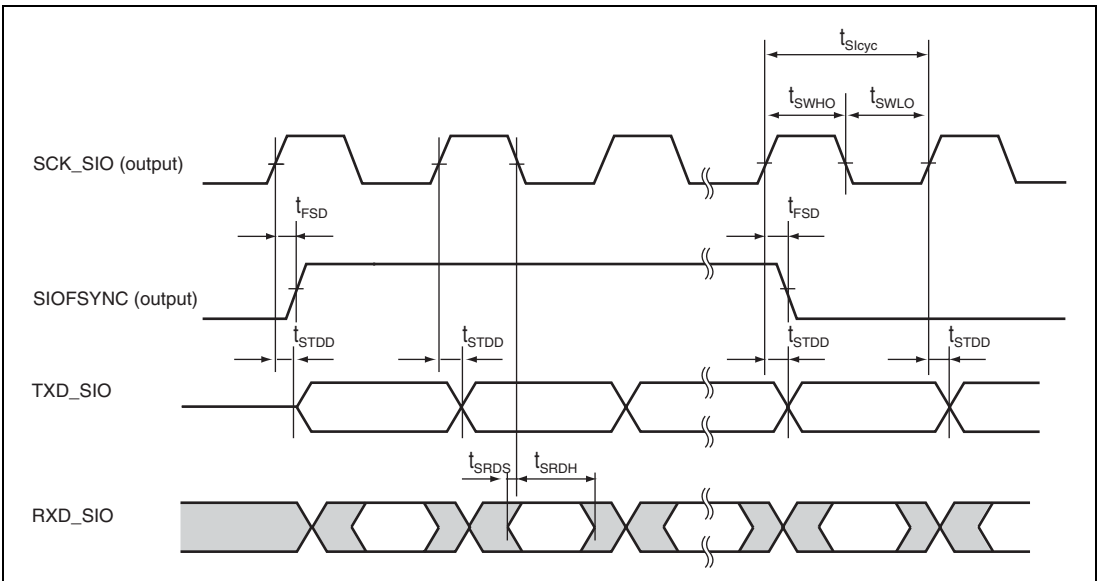 tSIcyc
tSWHO tSWLO
SCK_SIO (output)
tFSD tFSD
SIOFSYNC (output)
tSTDD tSTDD tSTDD tSTDD
TXD_SIO
tSRDS tSRDH
RXD_SIO